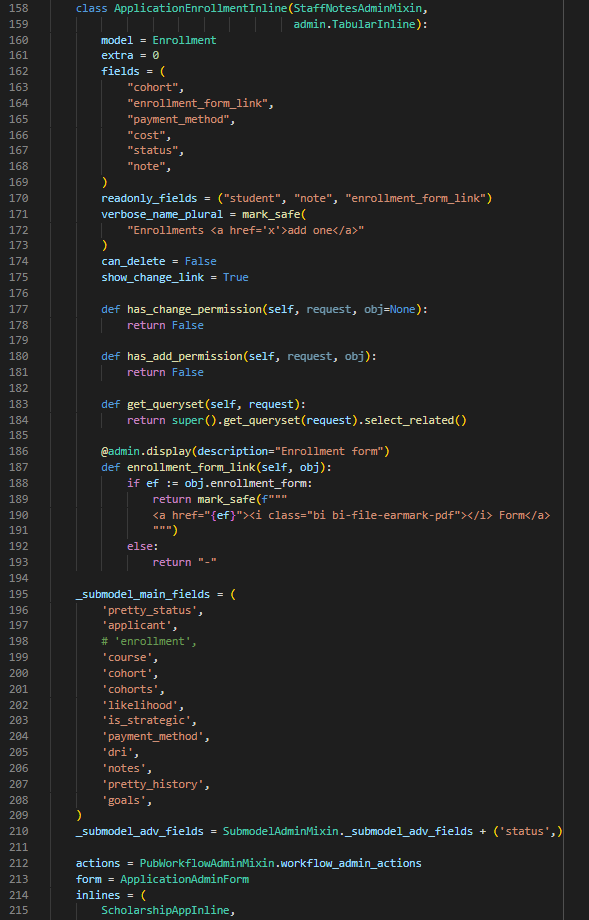 158 class ApplicationEnrollmentInline(StaffNotesAdminMixin,
159 admin.TabularInline):
160 model = Enrollment
161 extra = 0
162 fields = (
163 "cohort",
164 "enrollment_form_link",
165 "payment_method",
166 "cost",
167 "status",
168 "note",
169 )
170 readonly_fields = ("student", "note", "enrollment_form_link")
171 verbose_name_plural = mark_safe(
172 "Enrollments <a href='x'>add one</a>"
173 )
174 can_delete = False
175 show_change_link = True
176
177 def has_change_permission(self, request, obj=None):
178 return False
179
180 def has_add_permission(self, request, obj):
181 return False
182
183 def get_queryset(self, request):
184 return super().get_queryset(request).select_related()
185
186 @admin.display(description="Enrollment form")
187 def enrollment_form_link(self, obj):
188 if ef := obj.enrollment_form:
189 return mark_safe(f"""
190 <a href="{ef}"><i class="bi bi-file-earmark-pdf"></i> Form</a>
191 """)
192 else:
193 return "-"
194
195 _submodel_main_fields = (
196 'pretty_status',
197 'applicant',
198 # 'enrollment',
199 'course',
200 'cohort',
201 'cohorts',
202 'likelihood',
203 'is_strategic',
204 'payment_method',
205 'dri',
206 'notes',
207 'pretty_history',
208 'goals',
209 )
210 _submodel_adv_fields = SubmodelAdminMixin._submodel_adv_fields + ('status',)
211
212 actions = PubWorkflowAdminMixin.workflow_admin_actions
213 form = ApplicationAdminForm
214 inlines = (
215 ScholarshipAppInline,